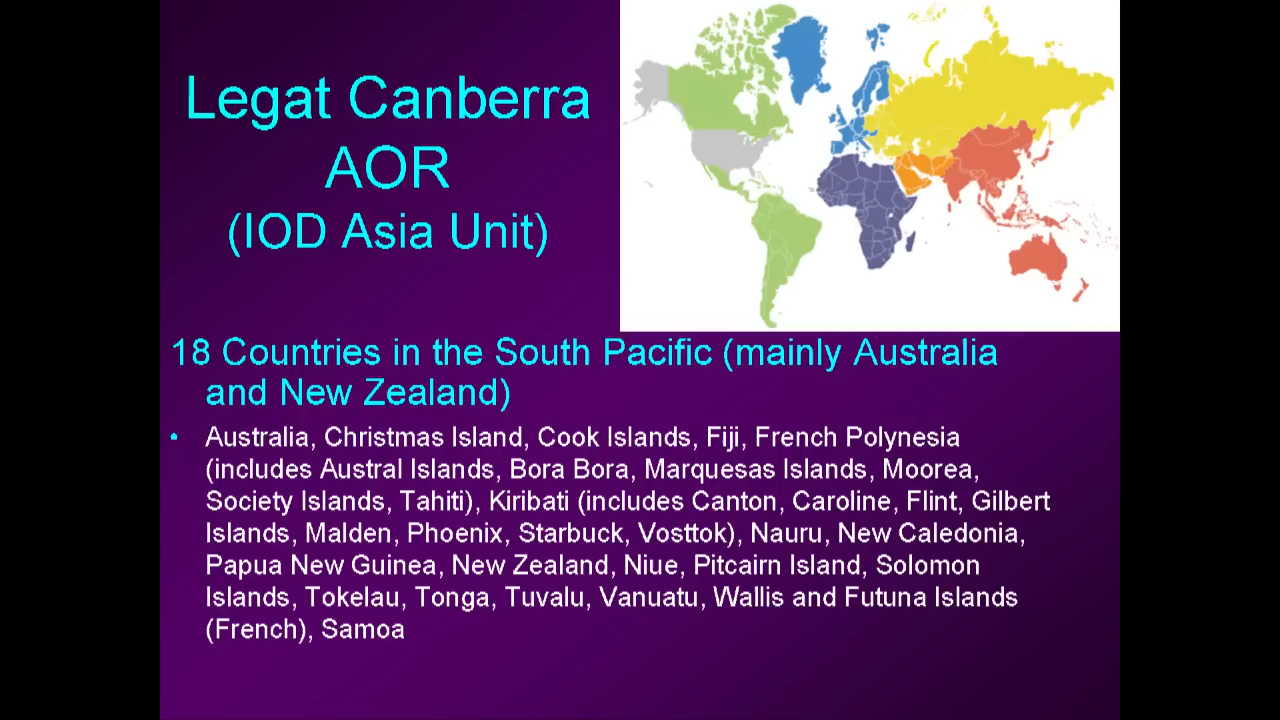 Legat Canberra
AOR
(IOD Asia Unit)
18 Countries in the South Pacific (mainly Australia
and New Zealand)
• Australia, Christmas Island, Cook Islands, Fiji, French Polynesia
(includes Austral Islands, Bora Bora, Marquesas Islands, Moorea,
Society Islands, Tahiti), Kiribati (includes Canton, Caroline, Flint, Gilbert
Islands, Malden, Phoenix, Starbuck, Vosttok), Nauru, New Caledonia,
Papua New Guinea, New Zealand, Niue, Pitcairn Island, Solomon
Islands, Tokelau, Tonga, Tuvalu, Vanuatu, Wallis and Futuna Islands
(French), Samoa